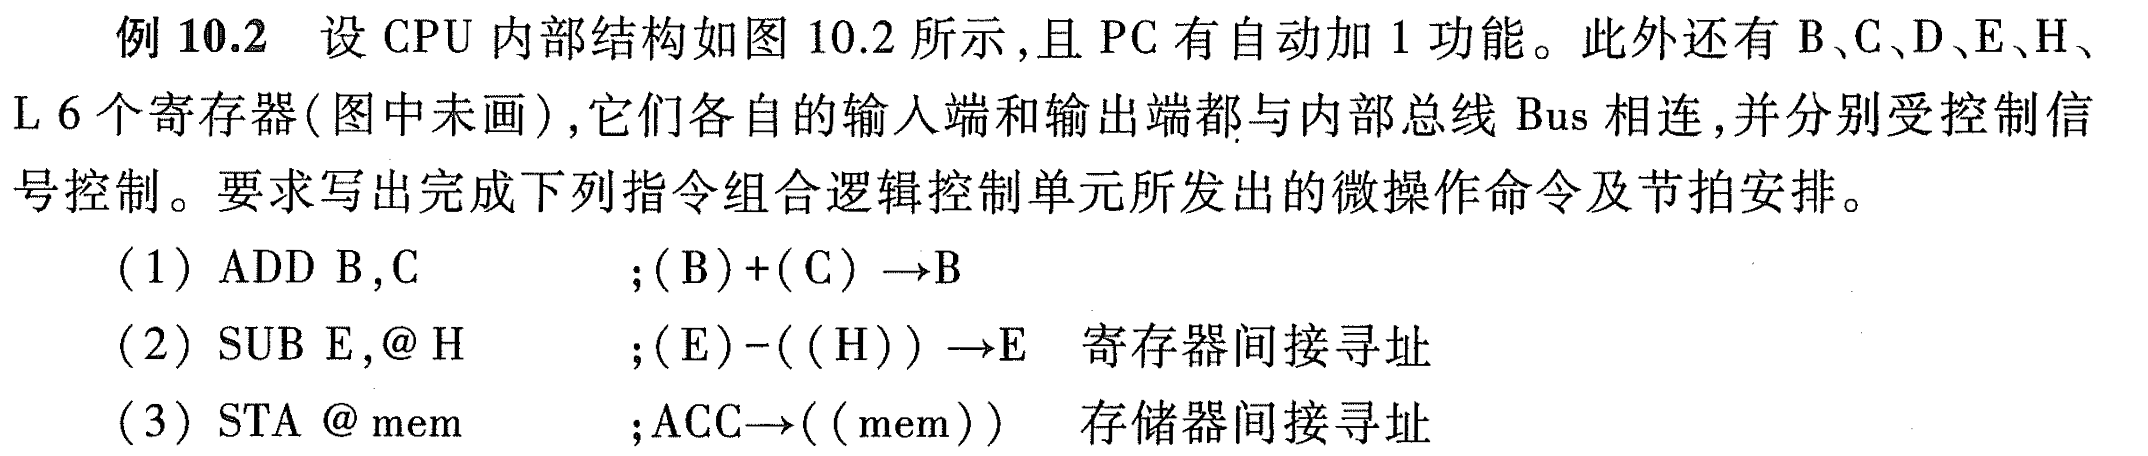 例 10.2 设 CPU 内部结构如图 10.2 所示,且 PC 有自动加 1 功能。此外还有 B、C、D、E、H、
L 6 个寄存器(图中未画),它们各自的输入端和输出端都与内部总线 Bus 相连,并分别受控制信
号控制。要求写出完成下列指令组合逻辑控制单元所发出的微操作命令及节拍安排。
(1) ADD B,C ;(B)+(C)→B
(2) SUB E,@H ;(E)-((H))→E 寄存器间接寻址
(3) STA @mem ;ACC→((mem)) 存储器间接寻址